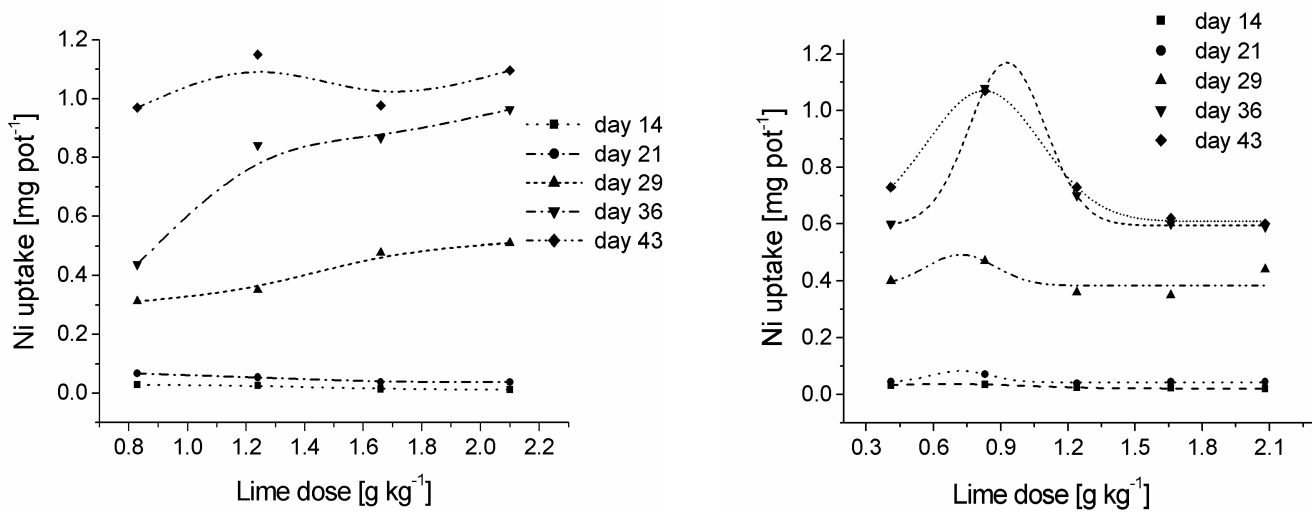 1.2
1.0
0.8
0.6
0.4
0.2
0.0
Ni uptake [mg pot⁻¹]
0.8 1.0 1.2 1.4 1.6 1.8 2.0 2.2
Lime dose [g kg⁻¹]
day 14
day 21
day 29
day 36
day 43
day 14
day 21
day 29
day 36
day 43
1.2
1.0
0.8
0.6
0.4
0.2
0.0
Ni uptake [mg pot⁻¹]
0.3 0.6 0.9 1.2 1.5 1.8 2.1
Lime dose [g kg⁻¹]